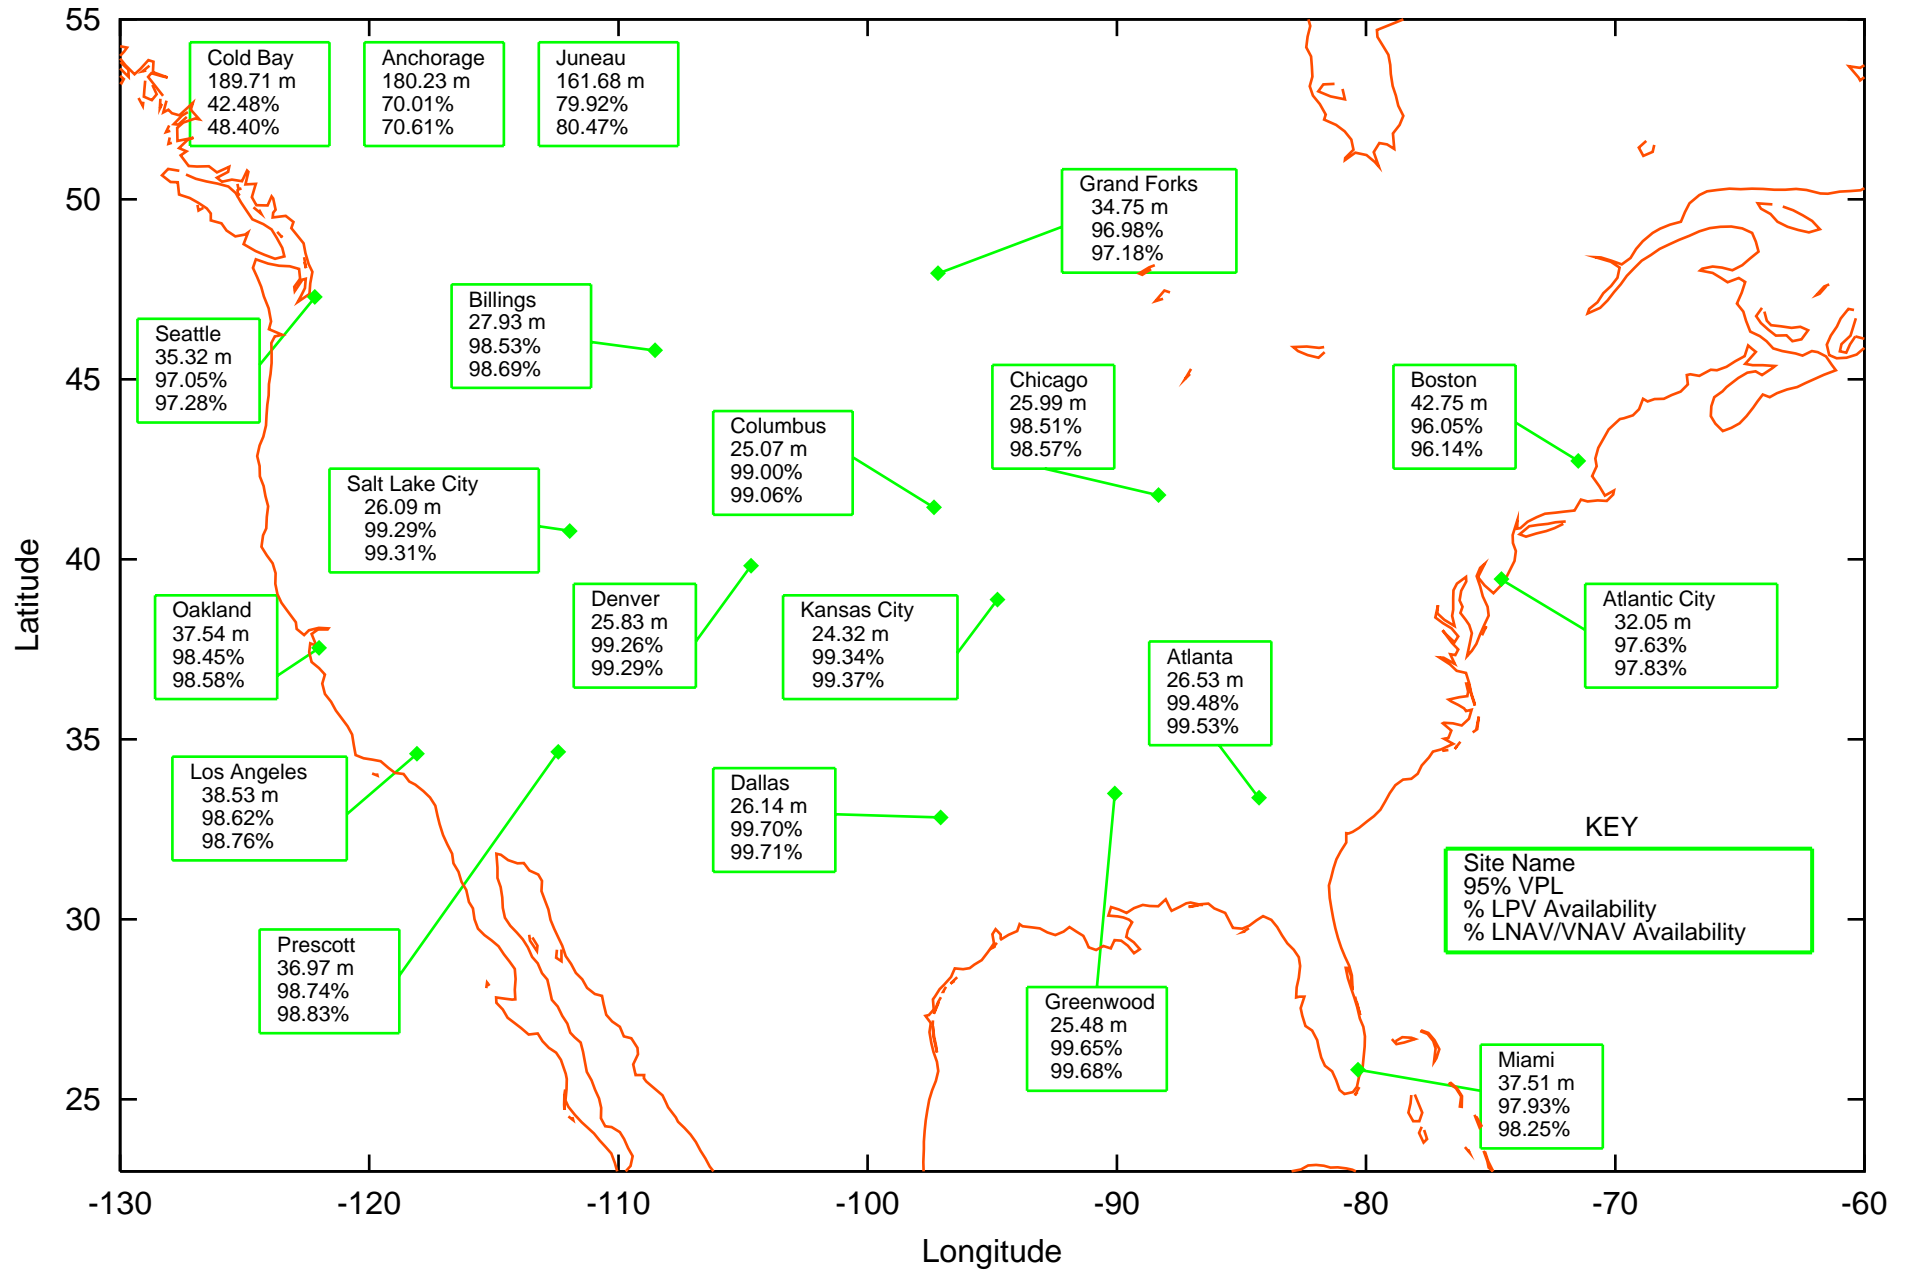 55
50
45
40
35
30
25
Latitude
Cold Bay
189.71 m
42.48%
48.40%
Anchorage
180.23 m
70.01%
70.61%
Juneau
161.68 m
79.92%
80.47%
Grand Forks
34.75 m
96.98%
97.18%
Billings
27.93 m
98.53%
98.69%
Seattle
35.32 m
97.05%
97.28%
Chicago
25.99 m
98.51%
98.57%
Boston
42.75 m
96.05%
96.14%
Columbus
25.07 m
99.00%
99.06%
Salt Lake City
26.09 m
99.29%
99.31%
Denver
25.83 m
99.26%
99.29%
Oakland
37.54 m
98.45%
98.58%
Kansas City
24.32 m
99.34%
99.37%
Atlantic City
32.05 m
97.63%
97.83%
Atlanta
26.53 m
99.48%
99.53%
Los Angeles
38.53 m
98.62%
98.76%
Dallas
26.14 m
99.70%
99.71%
KEY
Site Name
95% VPL
% LPV Availability
% LNAV/VNAV Availability
Prescott
36.97 m
98.74%
98.83%
Greenwood
25.48 m
99.65%
99.68%
Miami
37.51 m
97.93%
98.25%
-130
-120
-110
-100
-90
-80
-70
-60
Longitude